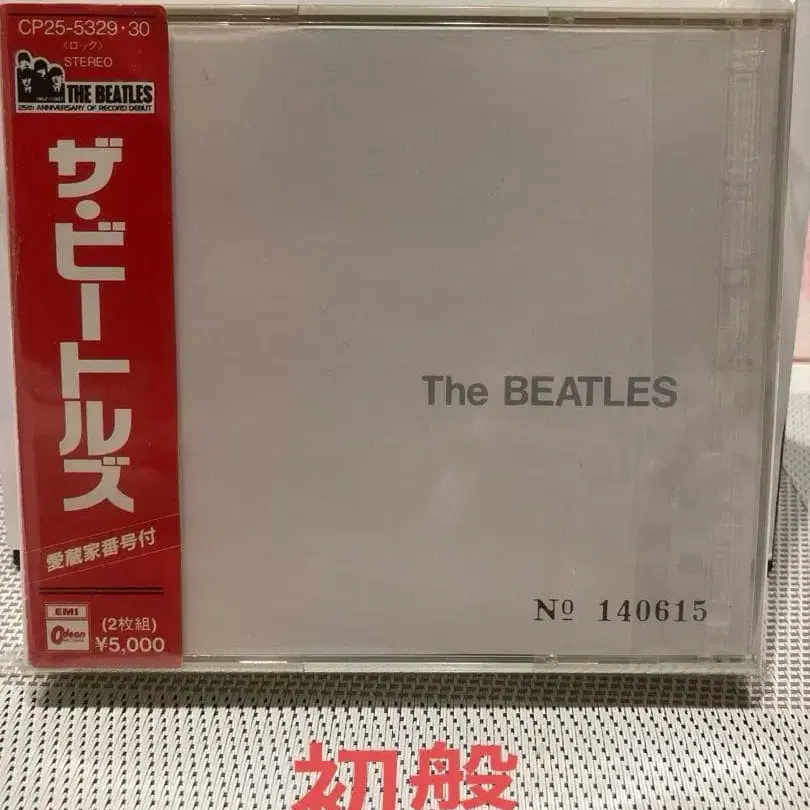 CP25-5329・30
〈ロック〉
STEREO
THE BEATLES
25th ANNIVERSARY OF RECORD DEBUT
ザ・ビートルズ
愛蔵家番号付
EMI
Odeon
(2枚組)
¥5,000
The BEATLES
Nº 140615
初般